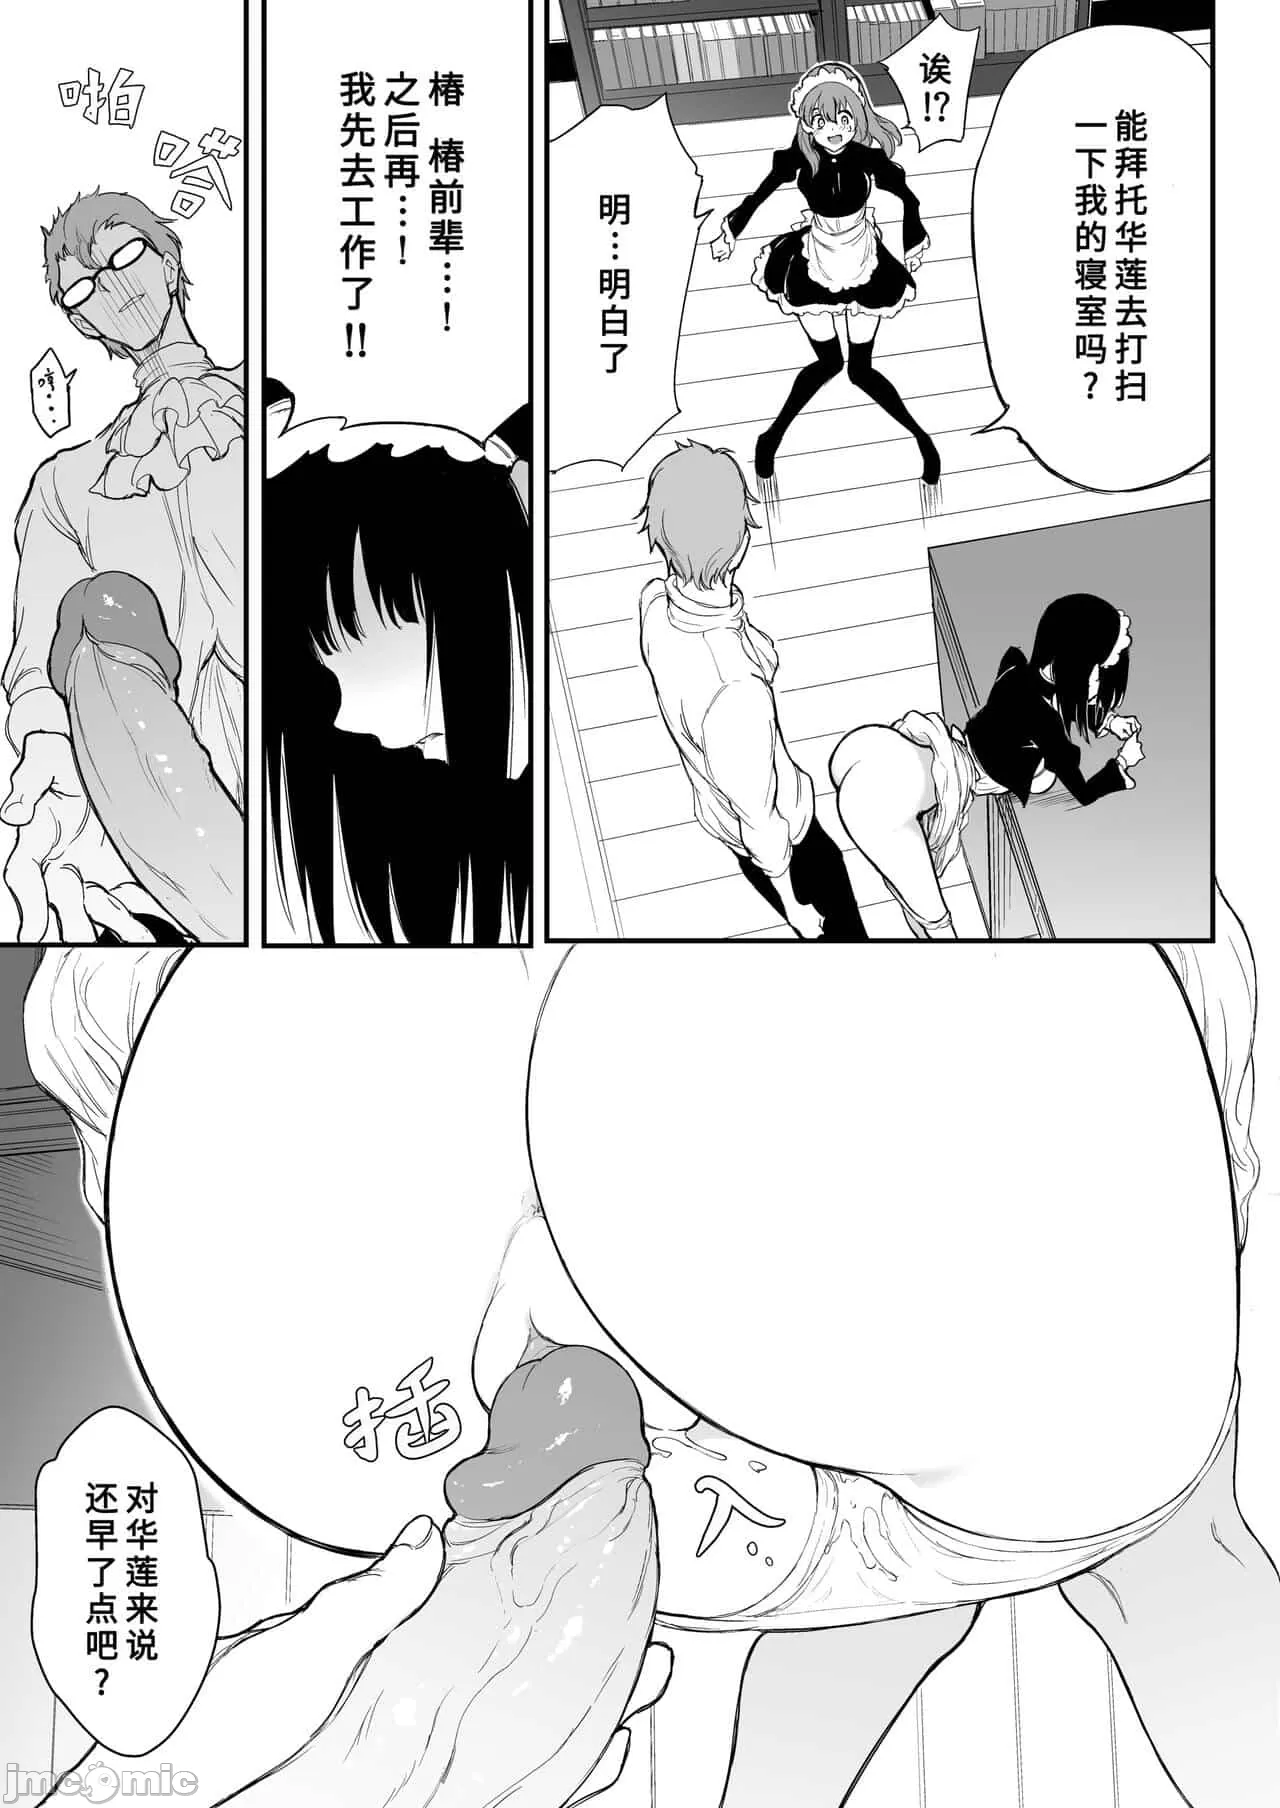 能拜托华莲去打扫
一下我的寝室吗？
诶！？
明…明白了
椿 椿前辈…！
之后再…！
我先去工作了！！
啪
嗒
哼…
插
对华莲来说
还早了点吧？
jmcomic